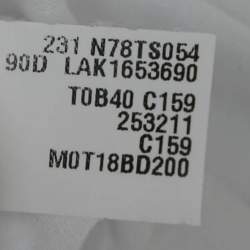 231 N78TS054
90D LAK1653690
T0B40 C159
253211
C159
M0T18BD200